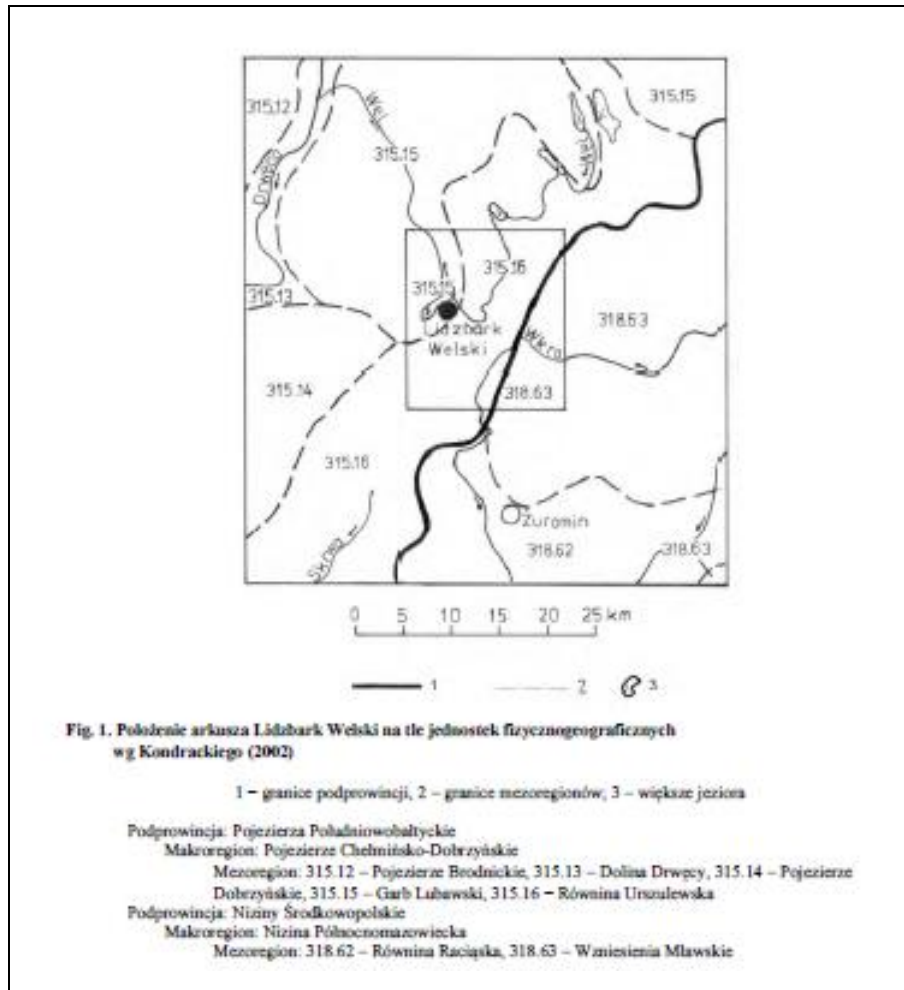 315.12
Wel
315.15
Drwęca
315.13
315.14
315.15
Wel
315.15
315.16
Lidzbark
Welski
Wkra
318.63
318.63
315.16
Skrwa
Żuromin
318.62
318.63
0 5 10 15 20 25 km
1 2 3
Fig. 1. Położenie arkusza Lidzbark Welski na tle jednostek fizycznogeograficznych
wg Kondrackiego (2002)
1 – granice podprowincji, 2 – granice mezoregionów, 3 – większe jeziora
Podprowincja: Pojezierza Południowobałtyckie
Makroregion: Pojezierze Chełmińsko-Dobrzyńskie
Mezoregion: 315.12 – Pojezierze Brodnickie, 315.13 – Dolina Drwęcy, 315.14 – Pojezierze
Dobrzyńskie, 315.15 – Garb Lubawski, 315.16 – Równina Urszulewska
Podprowincja: Niziny Środkowopolskie
Makroregion: Nizina Północnomazowiecka
Mezoregion: 318.62 – Równina Raciąska, 318.63 – Wzniesienia Mławskie